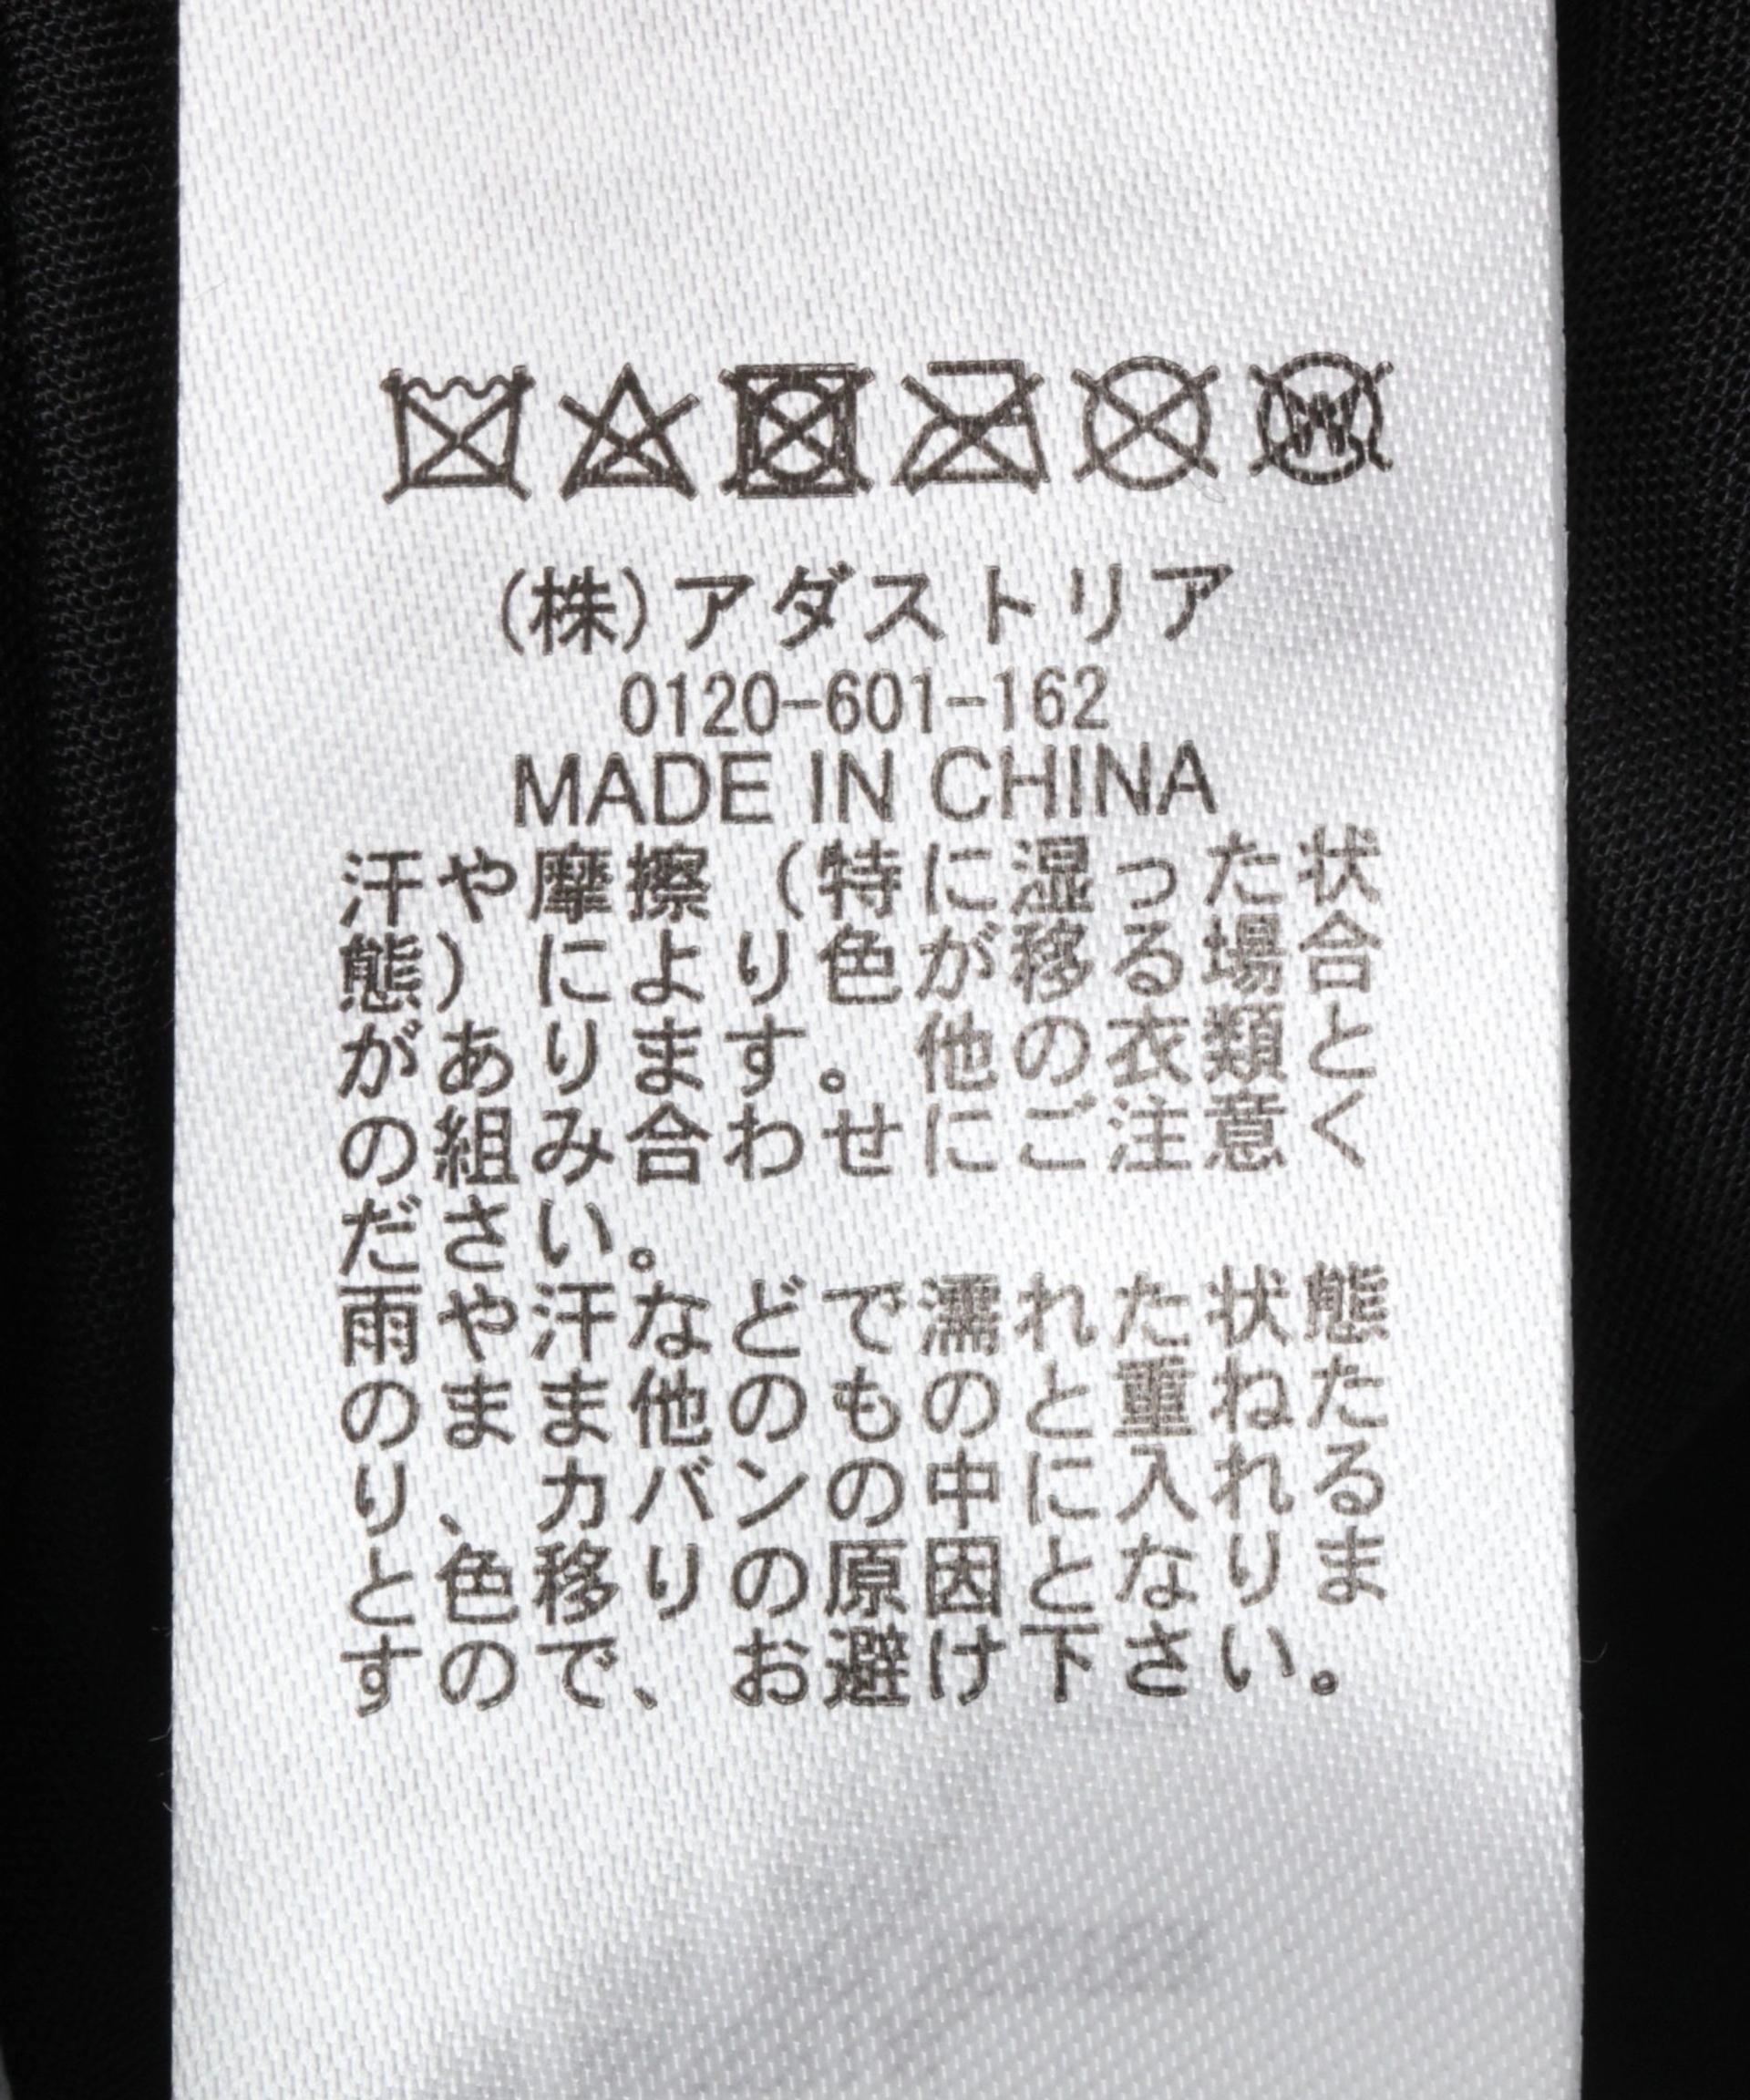 (株)アダストリア
0120-601-162
MADE IN CHINA
汗や摩擦（特に湿った状
態）により色が移る場合
があります。他の衣類と
の組み合わせにご注意く
ださい。
雨や汗などで濡れた状態
のまま他のものと重ねた
り、カバンの中に入れる
と色移りの原因となりま
すので、お避け下さい。